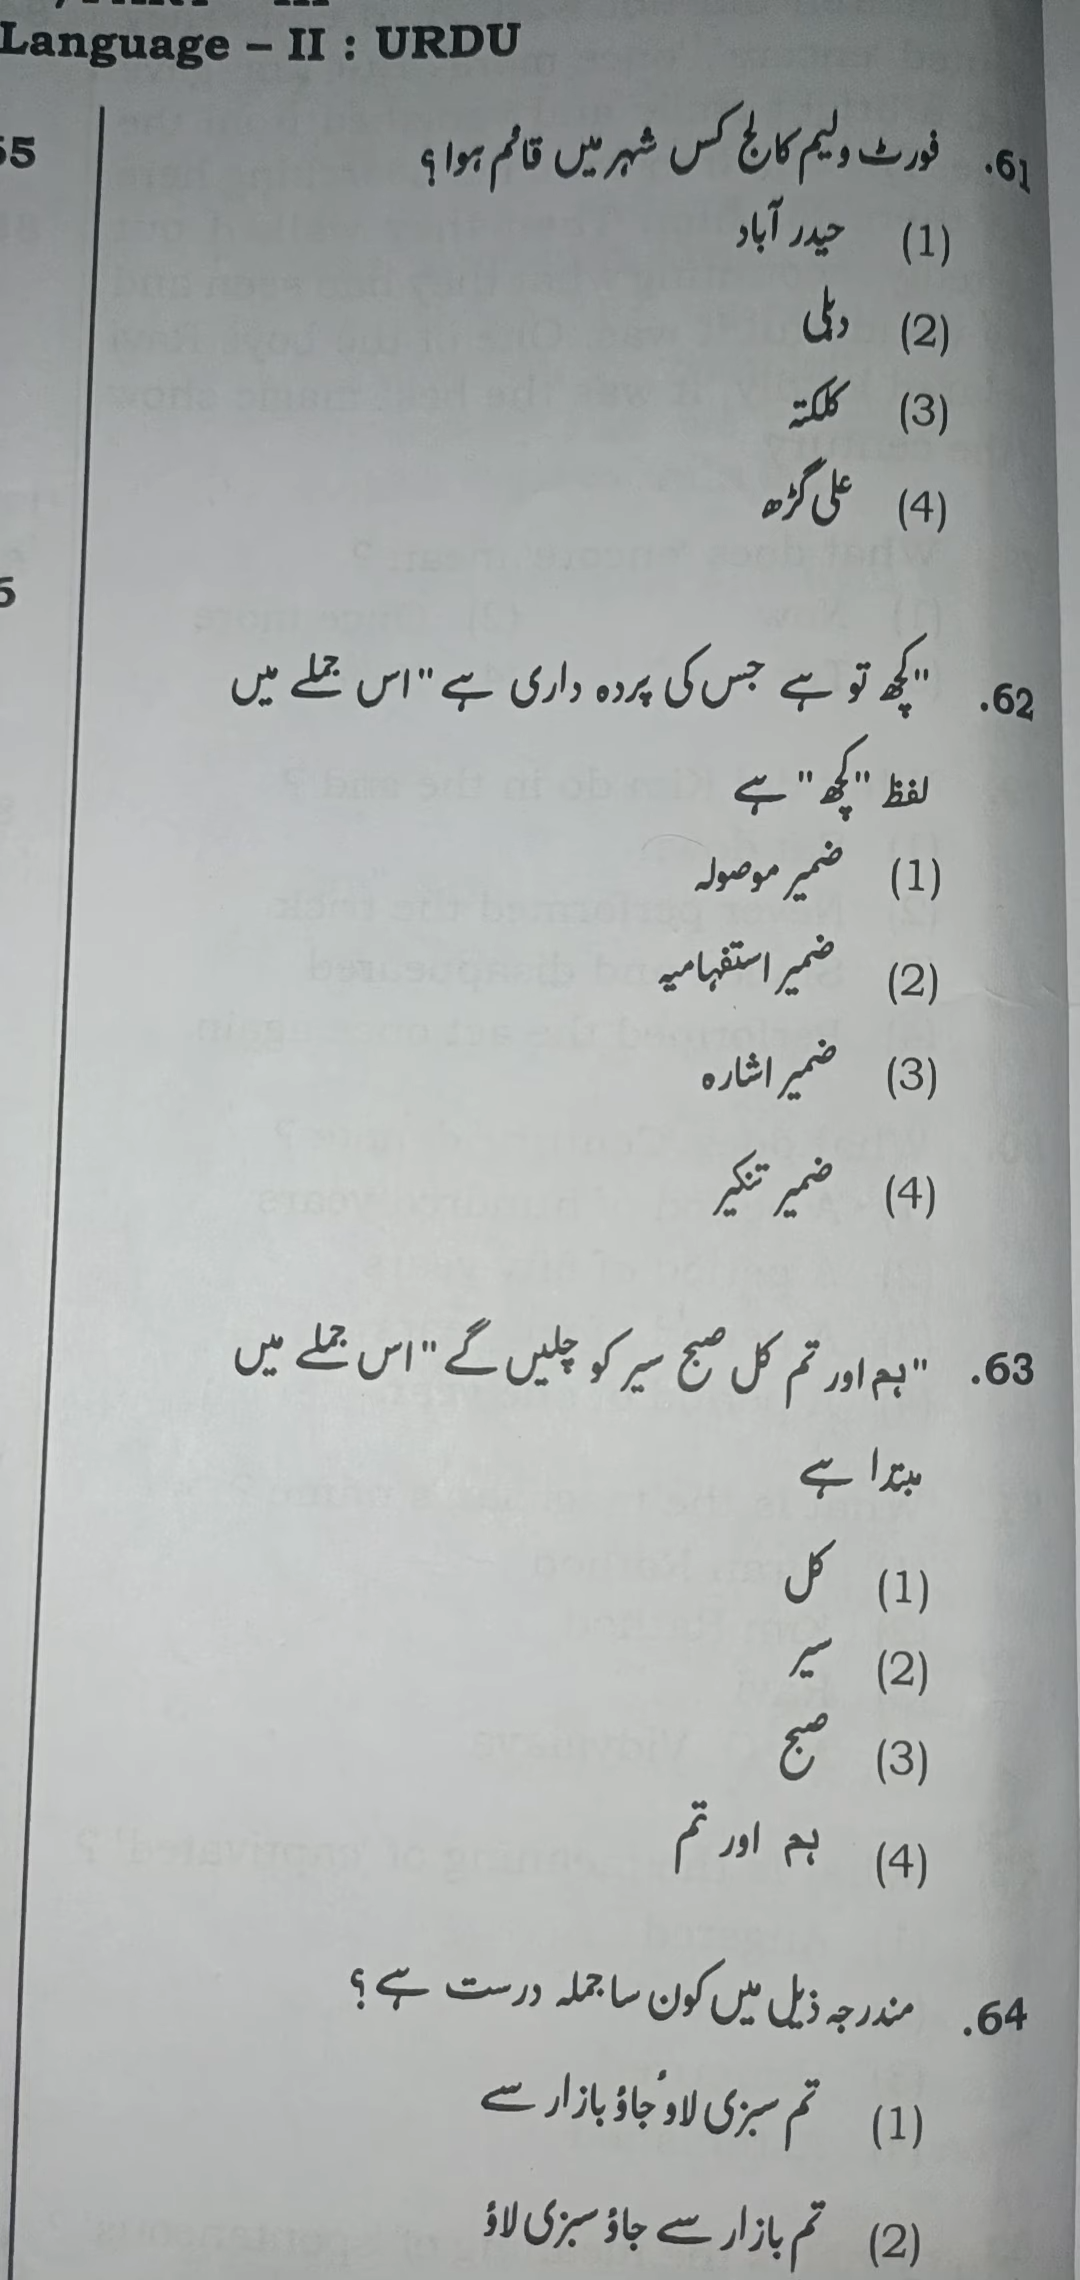 Language – II : URDU
55
61. فورٹ ولیم کالج کس شہر میں قائم ہوا ؟
(1) حیدر آباد
(2) دہلی
(3) کلکتہ
(4) علی گڑھ
5
62. "کچھ تو ہے جس کی پردہ داری ہے" اس جملے میں
لفظ "کچھ" ہے
(1) ضمیر موصولہ
(2) ضمیر استفہامیہ
(3) ضمیر اشارہ
(4) ضمیر تنکیر
63. "ہم اور تم کل صبح سیر کو چلیں گے" اس جملے میں
مبتدا ہے
(1) کل
(2) سیر
(3) صبح
(4) ہم اور تم
64. مندرجہ ذیل میں کون سا جملہ درست ہے ؟
(1) تم سبزی لاوٴ جاوٴ بازار سے
(2) تم بازار سے جاؤ سبزی لاؤ